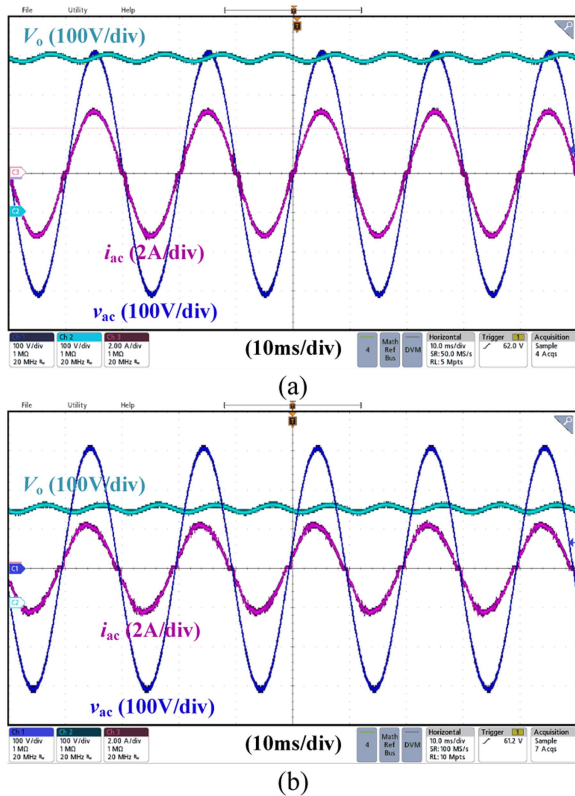 File Utility Help
T
T
Vo (100V/div)
C3
C2
iac (2A/div)
vac (100V/div)
Ch 2 Ch 3
100 V/div 100 V/div 2.00 A/div
1 MΩ 1 MΩ 1 MΩ
20 MHz 20 MHz 20 MHz
(10ms/div)
4
Math Ref Bus
DVM
Horizontal
10.0 ms/div
SR: 50.0 MS/s
RL: 5 Mpts
Trigger 1
62.0 V
Acquisition
Sample
4 Acqs
(a)
File Utility Help
T
T
Vo (100V/div)
C1
C2
iac (2A/div)
vac (100V/div)
Ch 1 Ch 2 Ch 3
100 V/div 100 V/div 2.00 A/div
1 MΩ 1 MΩ 1 MΩ
20 MHz 20 MHz 20 MHz
(10ms/div)
4
Math Ref Bus
DVM
Horizontal
10.0 ms/div
SR: 100 MS/s
RL: 10 Mpts
Trigger 1
61.2 V
Acquisition
Sample
7 Acqs
(b)